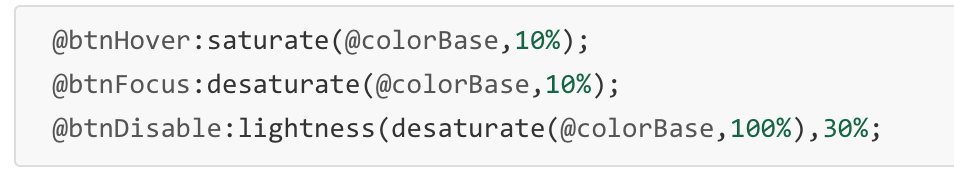 @btnHover:saturate(@colorBase,10%);
@btnFocus:desaturate(@colorBase,10%);
@btnDisable:lightness(desaturate(@colorBase,100%),30%;